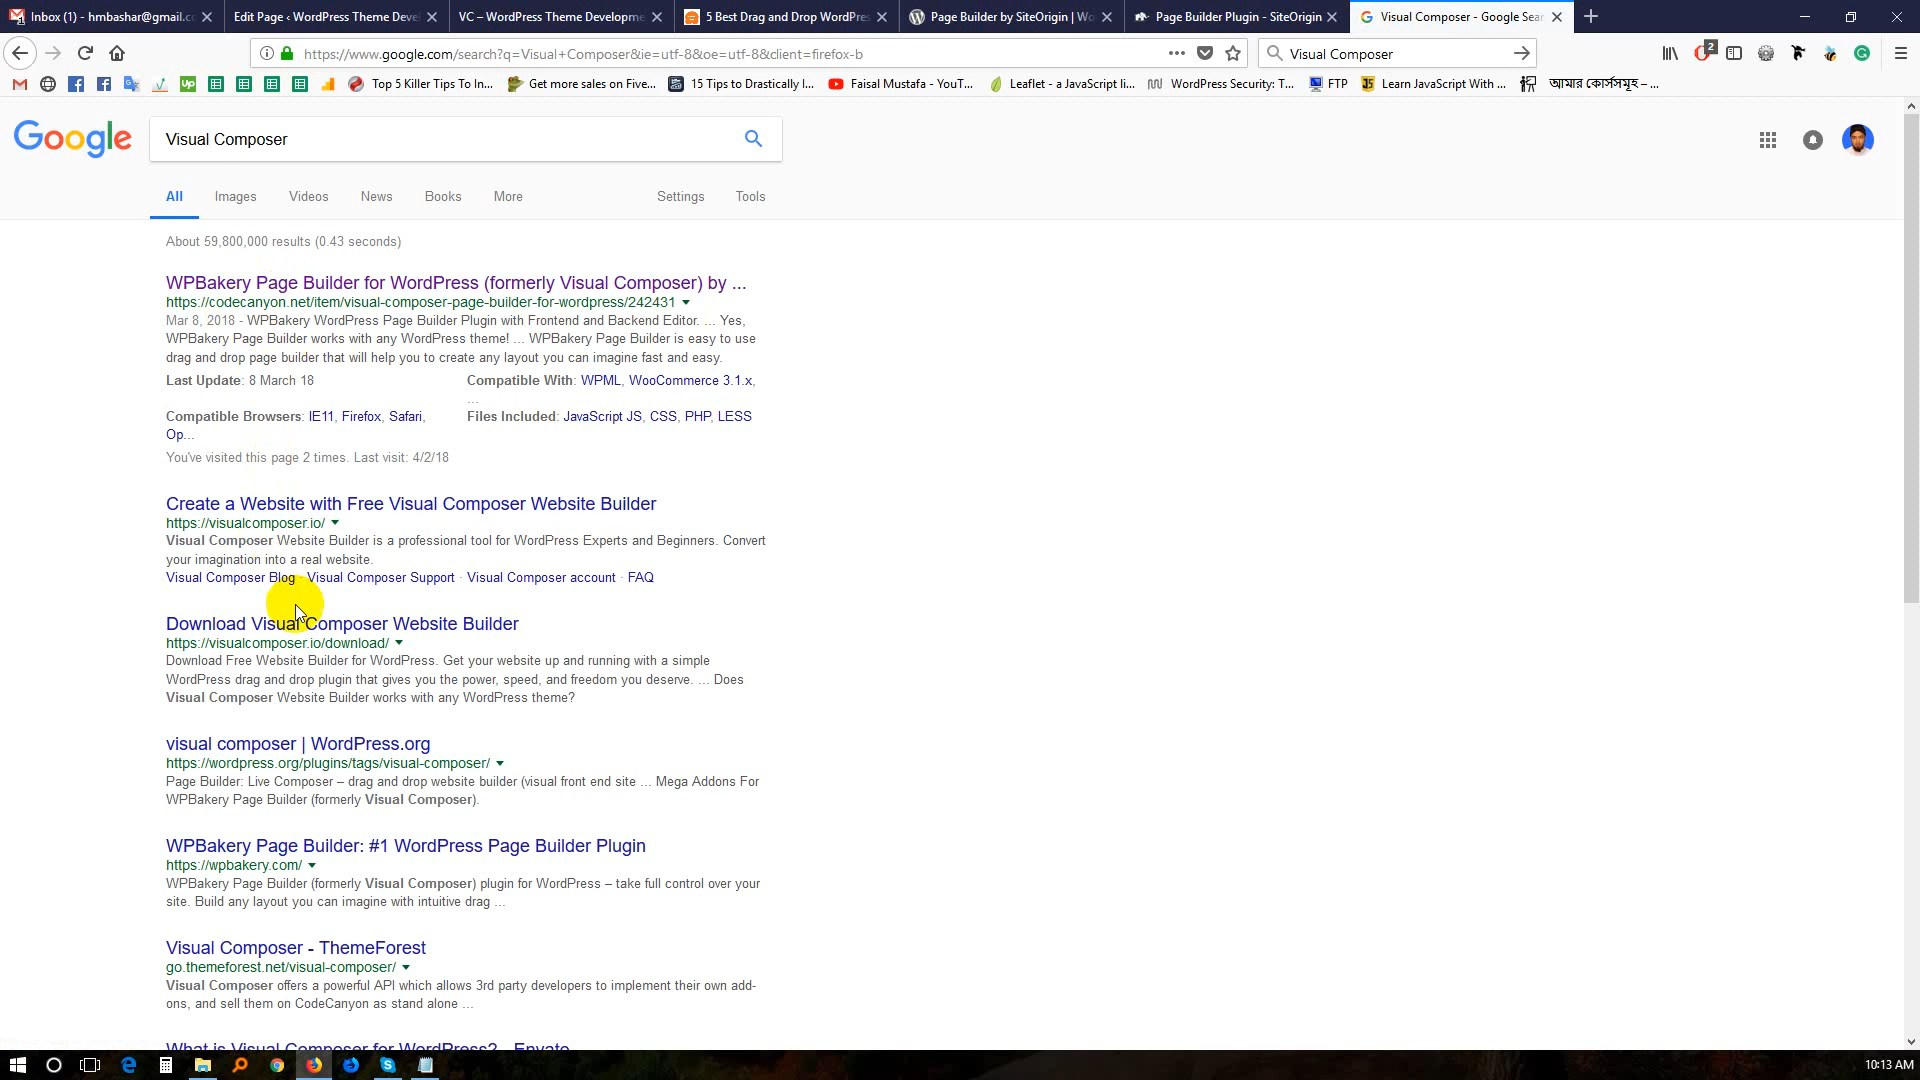 Inbox (1) - hmbashar@gmail.c
Edit Page ‹ WordPress Theme Deve
VC – WordPress Theme Developme
5 Best Drag and Drop WordPres
Page Builder by SiteOrigin | Wo
Page Builder Plugin - SiteOrigin
Visual Composer - Google Sear
https://www.google.com/search?q=Visual+Composer&ie=utf-8&oe=utf-8&client=firefox-b
Visual Composer
2
Top 5 Killer Tips To In...
Get more sales on Five...
15 Tips to Drastically I...
Faisal Mustafa - YouT...
Leaflet - a JavaScript li...
WordPress Security: T...
FTP
Learn JavaScript With ...
আমার কোর্সসমূহ – ...
Google
Visual Composer
All
Images
Videos
News
Books
More
Settings
Tools
About 59,800,000 results (0.43 seconds)
WPBakery Page Builder for WordPress (formerly Visual Composer) by ...
https://codecanyon.net/item/visual-composer-page-builder-for-wordpress/242431
Mar 8, 2018 - WPBakery WordPress Page Builder Plugin with Frontend and Backend Editor. ... Yes,
WPBakery Page Builder works with any WordPress theme! ... WPBakery Page Builder is easy to use
drag and drop page builder that will help you to create any layout you can imagine fast and easy.
Last Update: 8 March 18
Compatible With: WPML, WooCommerce 3.1.x,
...
Compatible Browsers: IE11, Firefox, Safari,
Op...
Files Included: JavaScript JS, CSS, PHP, LESS
You've visited this page 2 times. Last visit: 4/2/18
Create a Website with Free Visual Composer Website Builder
https://visualcomposer.io/
Visual Composer Website Builder is a professional tool for WordPress Experts and Beginners. Convert
your imagination into a real website.
Visual Composer Blog · Visual Composer Support · Visual Composer account · FAQ
Download Visual Composer Website Builder
https://visualcomposer.io/download/
Download Free Website Builder for WordPress. Get your website up and running with a simple
WordPress drag and drop plugin that gives you the power, speed, and freedom you deserve. ... Does
Visual Composer Website Builder works with any WordPress theme?
visual composer | WordPress.org
https://wordpress.org/plugins/tags/visual-composer/
Page Builder: Live Composer – drag and drop website builder (visual front end site ... Mega Addons For
WPBakery Page Builder (formerly Visual Composer).
WPBakery Page Builder: #1 WordPress Page Builder Plugin
https://wpbakery.com/
WPBakery Page Builder (formerly Visual Composer) plugin for WordPress – take full control over your
site. Build any layout you can imagine with intuitive drag ...
Visual Composer - ThemeForest
go.themeforest.net/visual-composer/
Visual Composer offers a powerful API which allows 3rd party developers to implement their own add-
ons, and sell them on CodeCanyon as stand alone ...
What is Visual Composer for WordPress? - Envato
10:13 AM